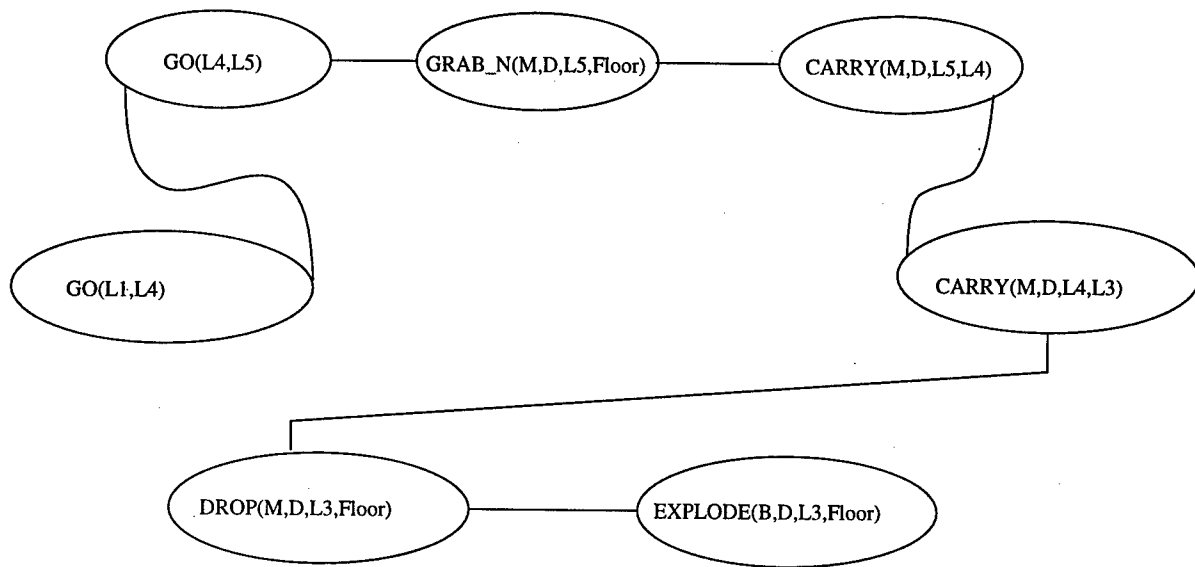 GO(L4,L5)
GRAB_N(M,D,L5,Floor)
CARRY(M,D,L5,L4)
GO(L1,L4)
CARRY(M,D,L4,L3)
DROP(M,D,L3,Floor)
EXPLODE(B,D,L3,Floor)